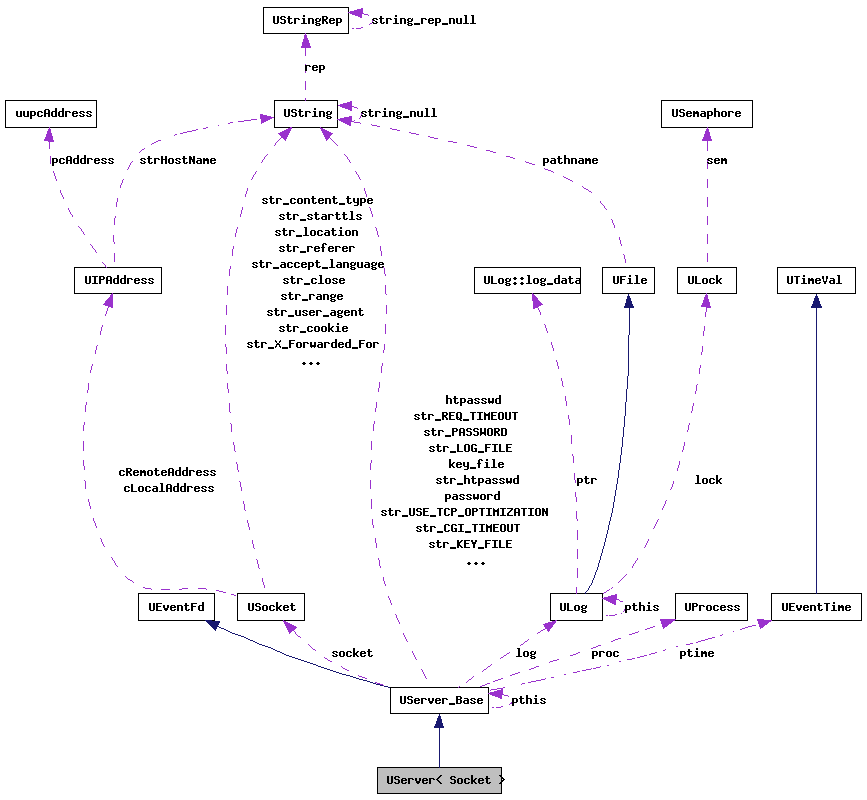 UStringRep
string_rep_null
rep
uupcAddress
UString
string_null
USemaphore
pcAddress
strHostName
pathname
sem
str_content_type
str_starttls
str_location
str_referer
str_accept_language
str_close
str_range
str_user_agent
str_cookie
str_X_Forwarded_For
...
UIPAddress
ULog::log_data
UFile
ULock
UTimeVal
htpasswd
str_REQ_TIMEOUT
str_PASSWORD
str_LOG_FILE
key_file
str_htpasswd
password
str_USE_TCP_OPTIMIZATION
str_CGI_TIMEOUT
str_KEY_FILE
...
cRemoteAddress
cLocalAddress
ptr
lock
UEventFd
USocket
ULog
pthis
UProcess
UEventTime
socket
log
proc
ptime
UServer_Base
pthis
UServer< Socket >